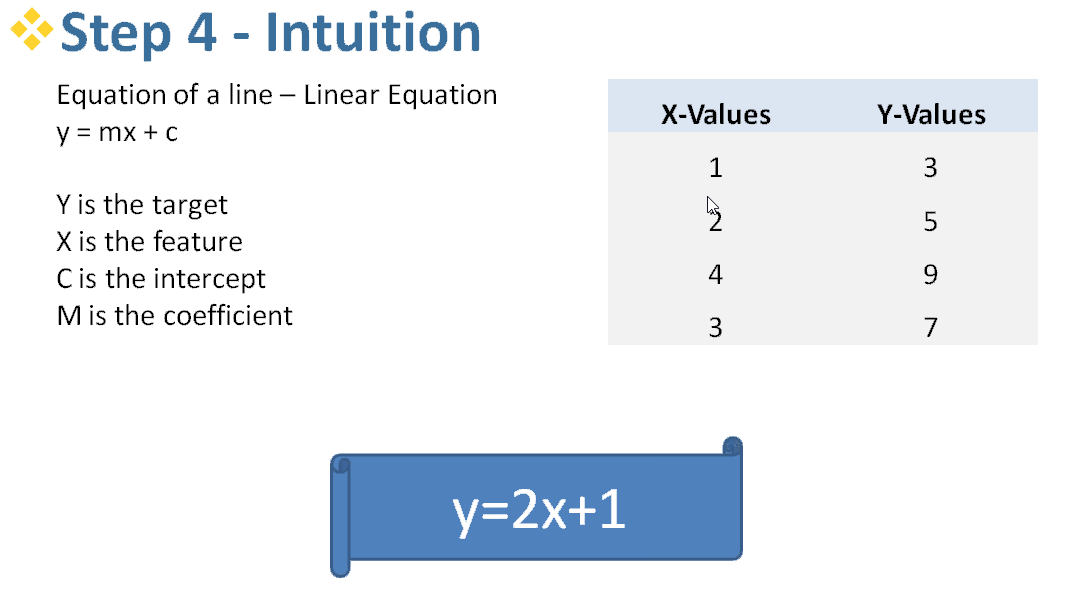 Step 4 - Intuition
Equation of a line – Linear Equation
y = mx + c
Y is the target
X is the feature
C is the intercept
M is the coefficient
X-Values Y-Values
1 3
2 5
4 9
3 7
y=2x+1